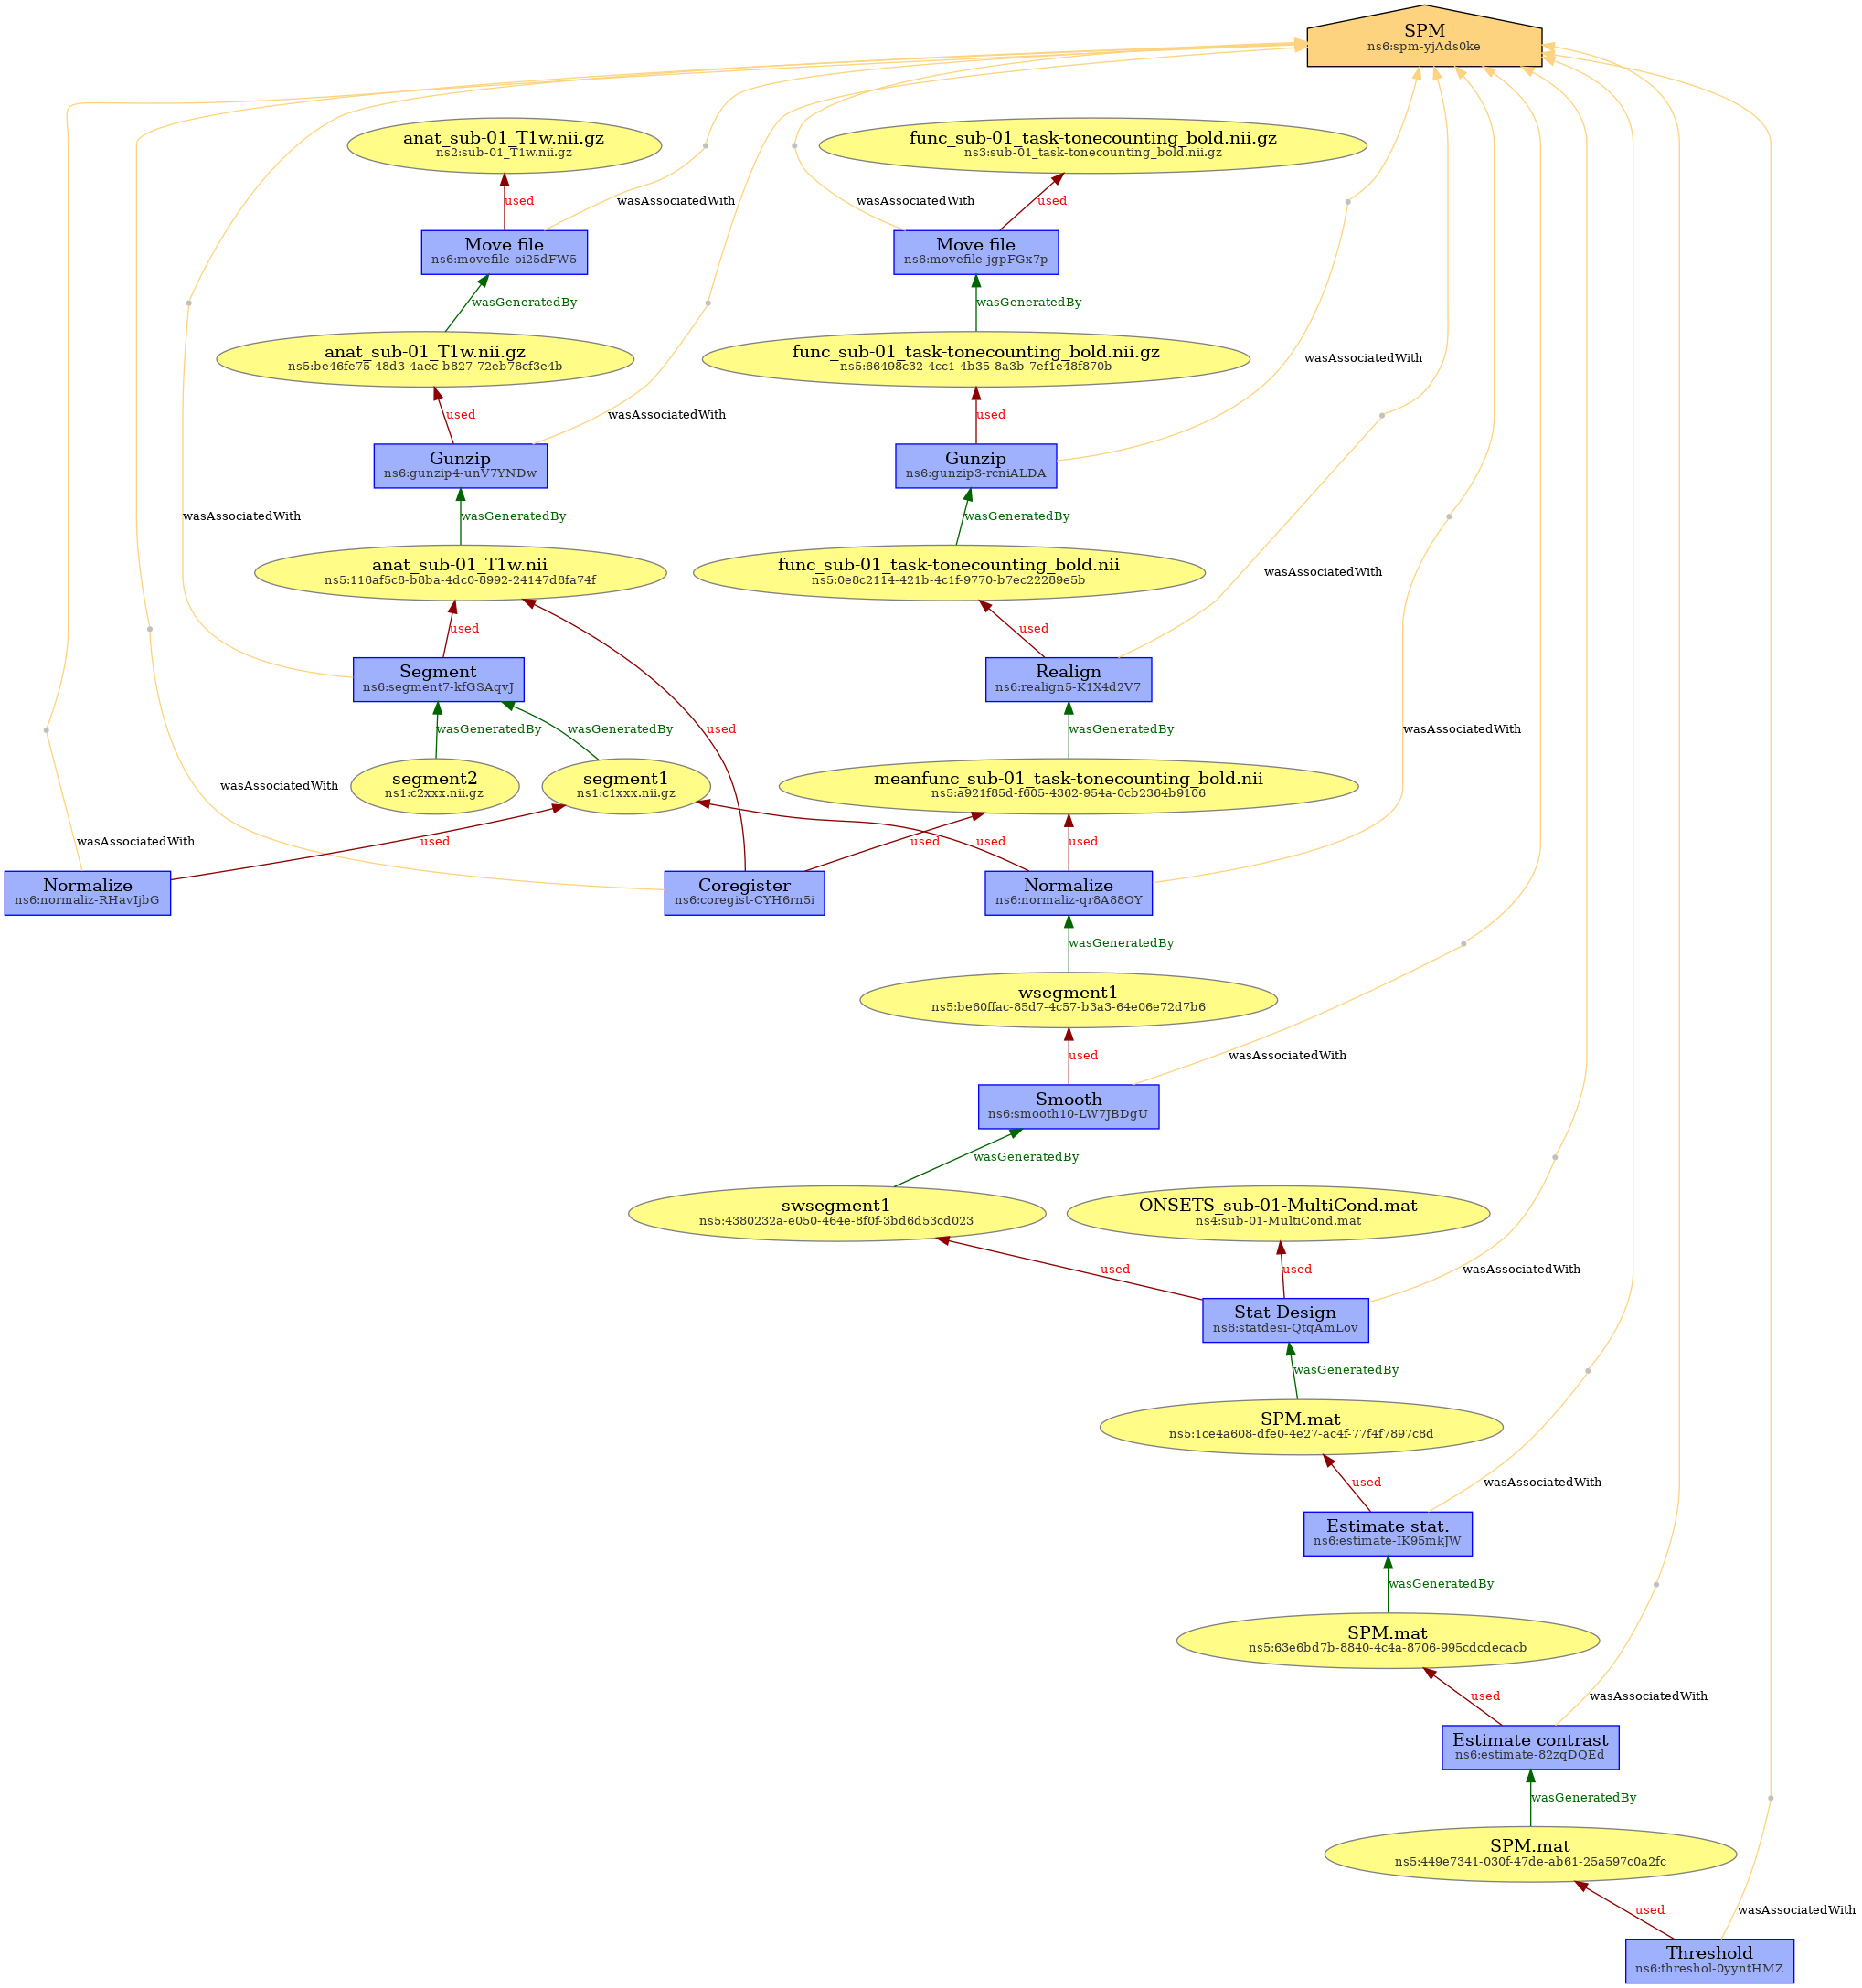 SPM
ns6:spm-yjAds0ke
anat_sub-01_T1w.nii.gz
ns2:sub-01_T1w.nii.gz
func_sub-01_task-tonecounting_bold.nii.gz
ns3:sub-01_task-tonecounting_bold.nii.gz
used
wasAssociatedWith
wasAssociatedWith
used
Move file
ns6:movefile-oi25dFW5
Move file
ns6:movefile-jgpFGx7p
wasGeneratedBy
wasGeneratedBy
anat_sub-01_T1w.nii.gz
ns5:be46fe75-48d3-4aec-b827-72eb76cf3e4b
func_sub-01_task-tonecounting_bold.nii.gz
ns5:66498c32-4cc1-4b35-8a3b-7ef1e48f870b
wasAssociatedWith
used
wasAssociatedWith
used
Gunzip
ns6:gunzip4-unV7YNDw
Gunzip
ns6:gunzip3-rcniALDA
wasAssociatedWith
wasGeneratedBy
wasGeneratedBy
anat_sub-01_T1w.nii
ns5:116af5c8-b8ba-4dc0-8992-24147d8fa74f
func_sub-01_task-tonecounting_bold.nii
ns5:0e8c2114-421b-4c1f-9770-b7ec22289e5b
wasAssociatedWith
used
used
Segment
ns6:segment7-kfGSAqvJ
Realign
ns6:realign5-K1X4d2V7
wasGeneratedBy
wasGeneratedBy
used
wasGeneratedBy
wasAssociatedWith
segment2
ns1:c2xxx.nii.gz
segment1
ns1:c1xxx.nii.gz
meanfunc_sub-01_task-tonecounting_bold.nii
ns5:a921f85d-f605-4362-954a-0cb2364b9106
wasAssociatedWith
wasAssociatedWith
used
used
used
used
Normalize
ns6:normaliz-RHavIjbG
Coregister
ns6:coregist-CYH6rn5i
Normalize
ns6:normaliz-qr8A88OY
wasGeneratedBy
wsegment1
ns5:be60ffac-85d7-4c57-b3a3-64e06e72d7b6
used
wasAssociatedWith
Smooth
ns6:smooth10-LW7JBDgU
wasGeneratedBy
swsegment1
ns5:4380232a-e050-464e-8f0f-3bd6d53cd023
ONSETS_sub-01-MultiCond.mat
ns4:sub-01-MultiCond.mat
used
used
wasAssociatedWith
Stat Design
ns6:statdesi-QtqAmLov
wasGeneratedBy
SPM.mat
ns5:1ce4a608-dfe0-4e27-ac4f-77f4f7897c8d
used
wasAssociatedWith
Estimate stat.
ns6:estimate-IK95mkJW
wasGeneratedBy
SPM.mat
ns5:63e6bd7b-8840-4c4a-8706-995cdcdecacb
used
wasAssociatedWith
Estimate contrast
ns6:estimate-82zqDQEd
wasGeneratedBy
SPM.mat
ns5:449e7341-030f-47de-ab61-25a597c0a2fc
used
wasAssociatedWith
Threshold
ns6:threshol-0yyntHMZ